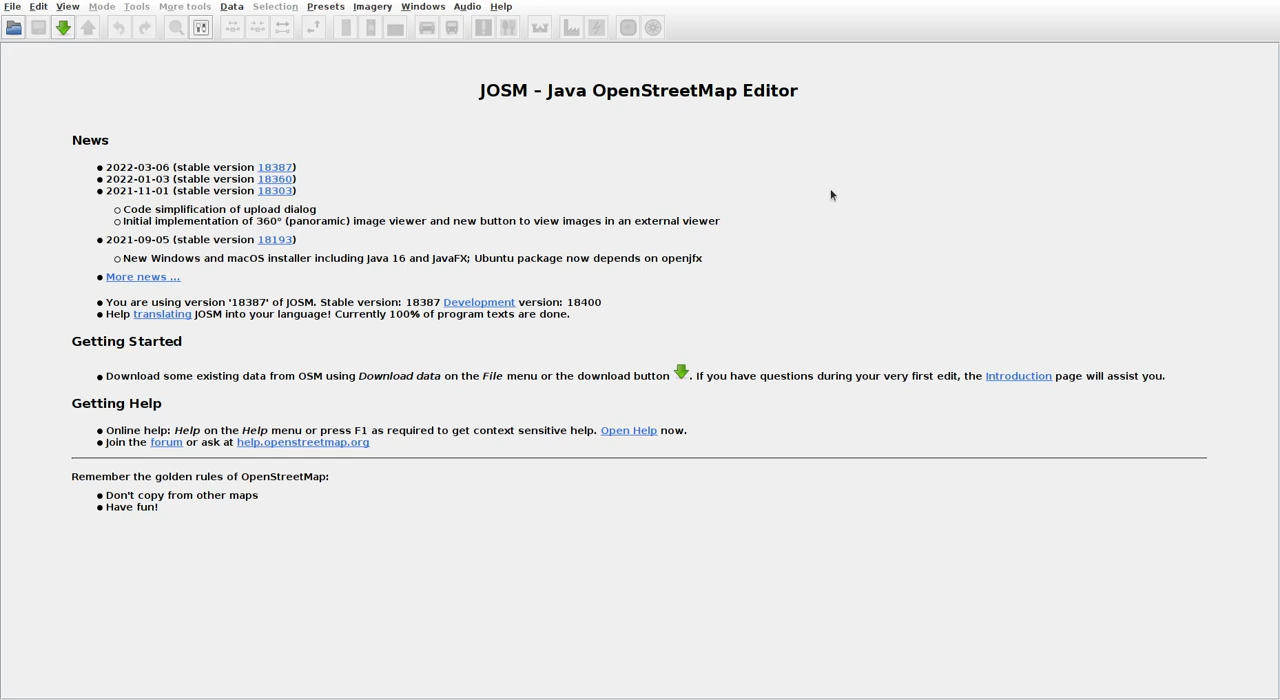 File Edit View Mode Tools More tools Data Selection Presets Imagery Windows Audio Help
JOSM – Java OpenStreetMap Editor
News
● 2022-03-06 (stable version 18387)
● 2022-01-03 (stable version 18360)
● 2021-11-01 (stable version 18303)
○ Code simplification of upload dialog
○ Initial implementation of 360° (panoramic) image viewer and new button to view images in an external viewer
● 2021-09-05 (stable version 18193)
○ New Windows and macOS installer including Java 16 and JavaFX; Ubuntu package now depends on openjfx
● More news ...
● You are using version '18387' of JOSM. Stable version: 18387 Development version: 18400
● Help translating JOSM into your language! Currently 100% of program texts are done.
Getting Started
● Download some existing data from OSM using Download data on the File menu or the download button . If you have questions during your very first edit, the Introduction page will assist you.
Getting Help
● Online help: Help on the Help menu or press F1 as required to get context sensitive help. Open Help now.
● Join the forum or ask at help.openstreetmap.org
Remember the golden rules of OpenStreetMap:
● Don't copy from other maps
● Have fun!